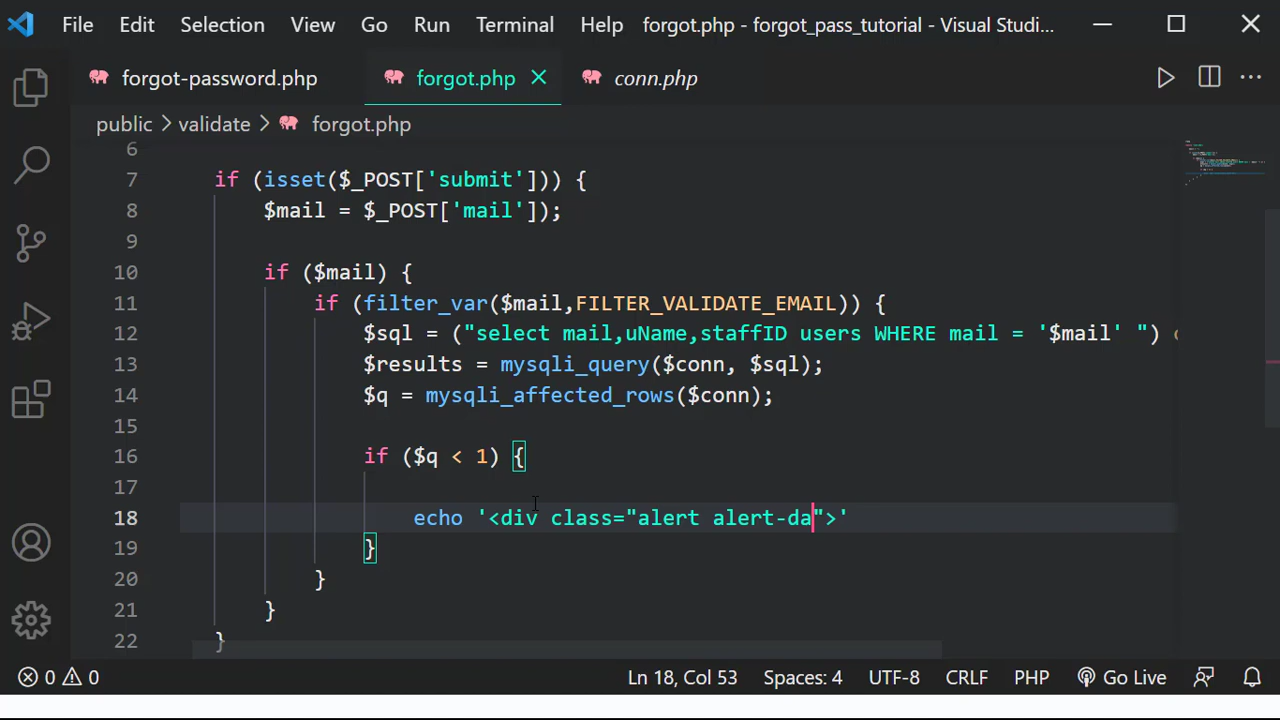 File Edit Selection View Go Run Terminal Help forgot.php - forgot_pass_tutorial - Visual Studi...
forgot-password.php forgot.php conn.php
public > validate > forgot.php
6
7 if (isset($_POST['submit'])) {
8 $mail = $_POST['mail']);
9
10 if ($mail) {
11 if (filter_var($mail,FILTER_VALIDATE_EMAIL)) {
12 $sql = ("select mail,uName,staffID users WHERE mail = '$mail' ")
13 $results = mysqli_query($conn, $sql);
14 $q = mysqli_affected_rows($conn);
15
16 if ($q < 1) {
17
18 echo '<div class="alert alert-da">'
19 }
20 }
21 }
22 }
0 0 Ln 18, Col 53 Spaces: 4 UTF-8 CRLF PHP Go Live